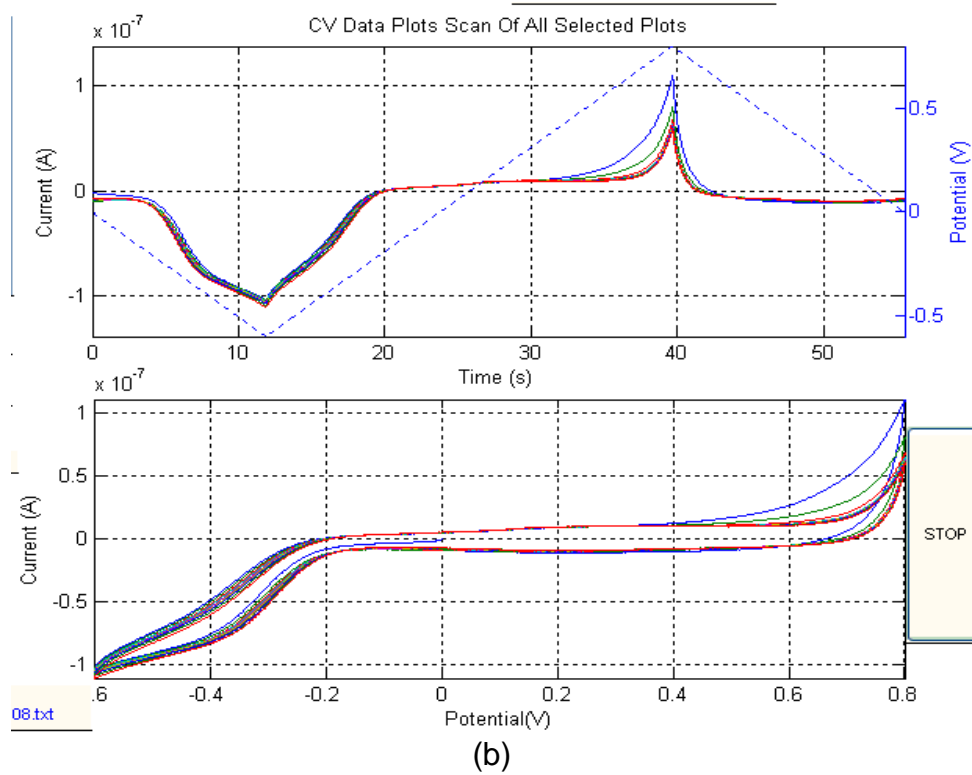 CV Data Plots Scan Of All Selected Plots
x 10⁻⁷
1
0
-1
Current (A)
0.5
0
-0.5
Potential (V)
0 10 20 30 40 50
Time (s)
x 10⁻⁷
1
0.5
0
-0.5
-1
Current (A)
.6 -0.4 -0.2 0 0.2 0.4 0.6 0.8
Potential(V)
STOP
08.txt
(b)